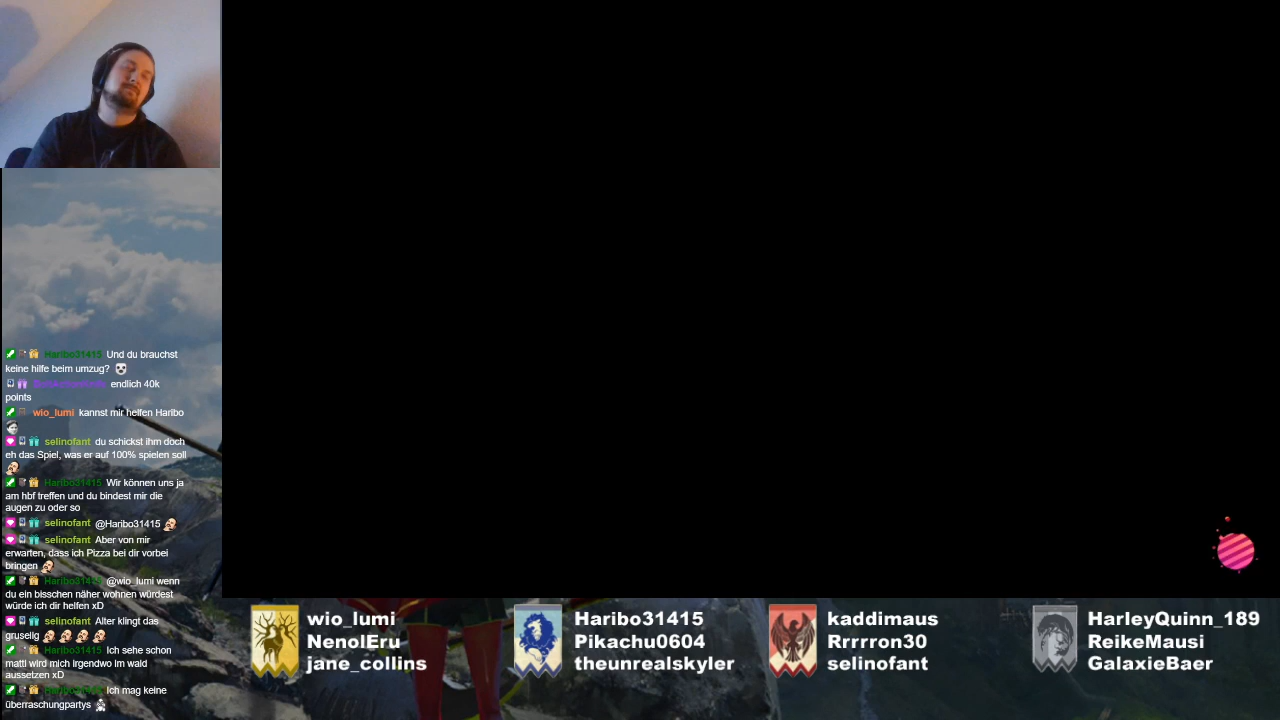 Haribo31415 Und du brauchst
keine hilfe beim umzug?
endlich 40k
points
wio_lumi kannst mir helfen Haribo
selinofant du schickst ihm doch
eh das Spiel, was er auf 100% spielen soll
Haribo31415 Wir können uns ja
am hbf treffen und du bindest mir die
augen zu oder so
selinofant @Haribo31415
selinofant Aber von mir
erwarten, dass ich Pizza bei dir vorbei
bringen
Haribo31415 @wio_lumi wenn
du ein bisschen näher wohnen würdest
würde ich dir helfen xD
selinofant Alter klingt das
gruselig
Haribo31415 Ich sehe schon
matti wird mich irgendwo im wald
aussetzen xD
Haribo31415 Ich mag keine
überraschungpartys
wio_lumi
NenolEru
jane_collins
Haribo31415
Pikachu0604
theunrealskyler
kaddimaus
Rrrrron30
selinofant
HarleyQuinn_189
ReikeMausi
GalaxieBaer